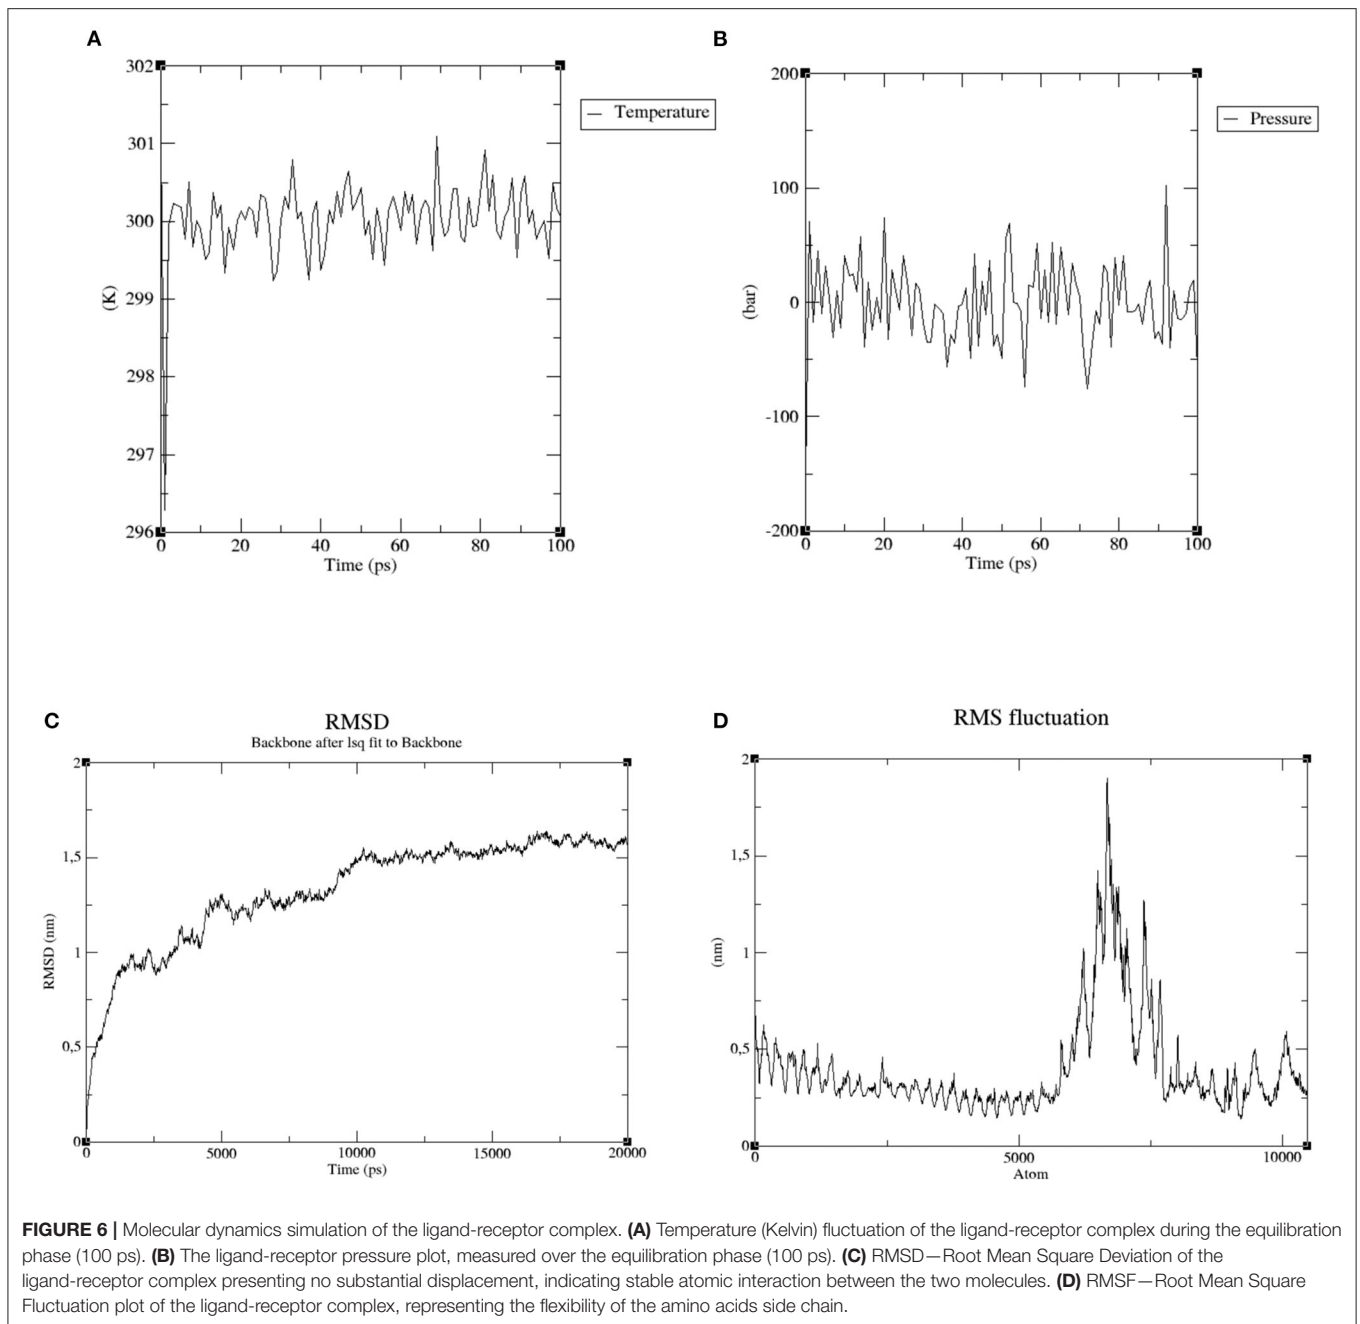 A
302
301
300
299
298
297
296
(K)
0 20 40 60 80 100
Time (ps)
Temperature
B
200
100
0
-100
-200
(bar)
0 20 40 60 80 100
Time (ps)
Pressure
C
RMSD
Backbone after lsq fit to Backbone
2
1,5
1
0,5
0
RMSD (nm)
0 5000 10000 15000 20000
Time (ps)
D
RMS fluctuation
2
1,5
1
0,5
0
(nm)
0 5000 10000
Atom
FIGURE 6 | Molecular dynamics simulation of the ligand-receptor complex. (A) Temperature (Kelvin) fluctuation of the ligand-receptor complex during the equilibration
phase (100 ps). (B) The ligand-receptor pressure plot, measured over the equilibration phase (100 ps). (C) RMSD—Root Mean Square Deviation of the
ligand-receptor complex presenting no substantial displacement, indicating stable atomic interaction between the two molecules. (D) RMSF—Root Mean Square
Fluctuation plot of the ligand-receptor complex, representing the flexibility of the amino acids side chain.